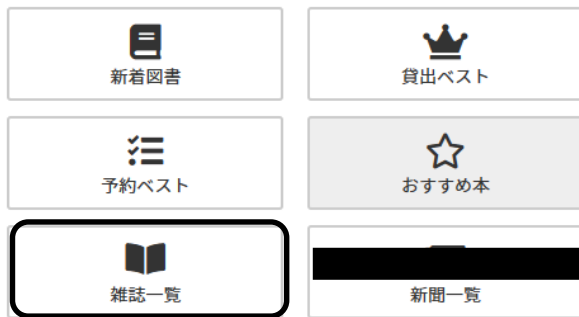 新着図書
貸出ベスト
予約ベスト
おすすめ本
雑誌一覧
新聞一覧